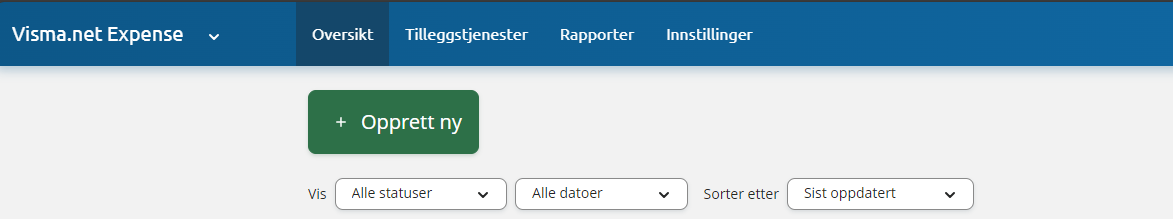 Visma.net Expense Oversikt Tilleggstjenester Rapporter Innstillinger
+ Opprett ny
Vis Alle statuser Alle datoer Sorter etter Sist oppdatert